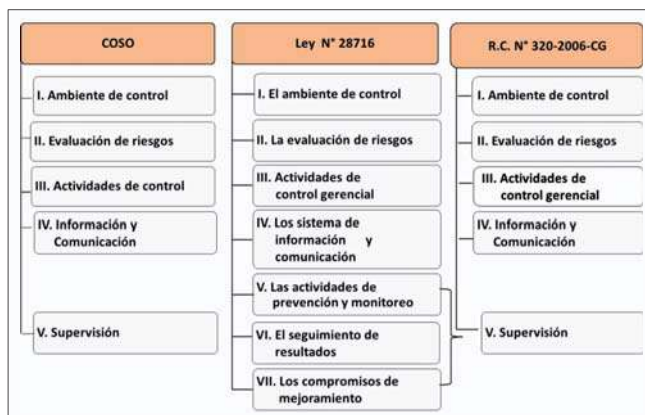 COSO
I. Ambiente de control
II. Evaluación de riesgos
III. Actividades de control
IV. Información y
Comunicación
V. Supervisión
Ley N° 28716
I. El ambiente de control
II. La evaluación de riesgos
III. Actividades de
control gerencial
IV. Los sistema de
información y
comunicación
V. Las actividades de
prevención y monitoreo
VI. El seguimiento de
resultados
VII. Los compromisos de
mejoramiento
R.C. N° 320-2006-CG
I. Ambiente de control
II. Evaluación de riesgos
III. Actividades de
control gerencial
IV. Información y
Comunicación
V. Supervisión